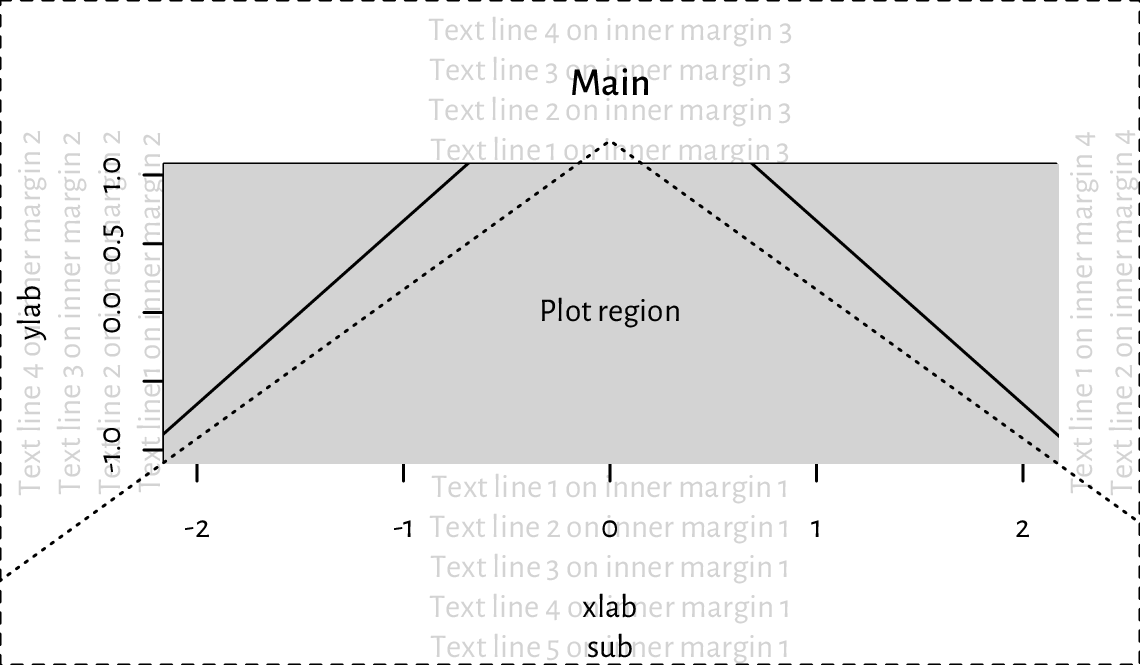 Text line 4 on inner margin 3
Text line 3 on inner margin 3
Main
Text line 2 on inner margin 3
Text line 1 on inner margin 3
Text line 4 on inner margin 2
ylab
Text line 3 on inner margin 2
Text line 2 on inner margin 2
Text line 1 on inner margin 2
1.0
0.5
0.0
-1.0
Plot region
Text line 1 on inner margin 4
Text line 2 on inner margin 4
Text line 1 on inner margin 1
-2 -1 0 1 2
Text line 2 on inner margin 1
Text line 3 on inner margin 1
xlab
Text line 4 on inner margin 1
sub
Text line 5 on inner margin 1